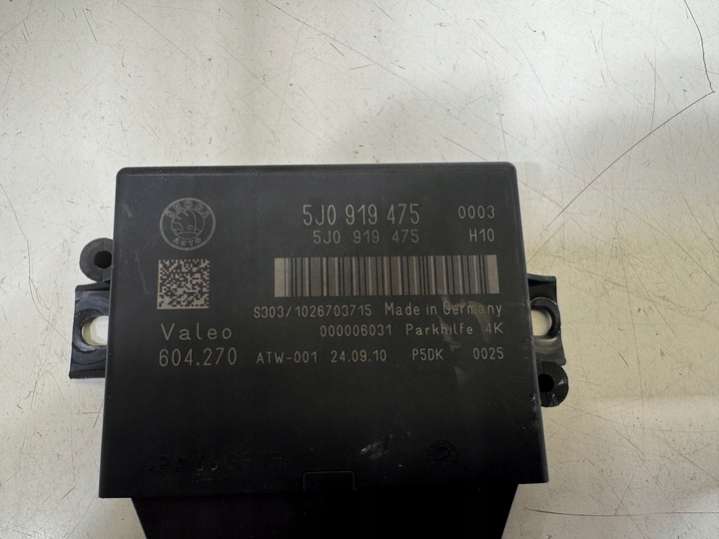 5J0 919 475 0003
5J0 919 475 H10
S303/1026703715 Made in Germany
Valeo 000006031 Parkhilfe 4K
604.270 ATW-001 24.09.10 P5DK 0025